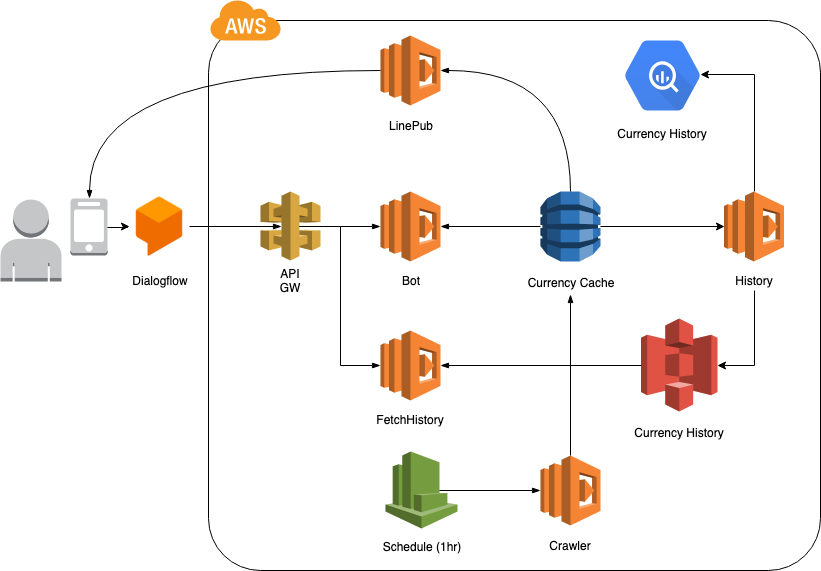 AWS
LinePub
Currency History
Dialogflow
API
GW
Bot
Currency Cache
History
FetchHistory
Currency History
Schedule (1hr)
Crawler